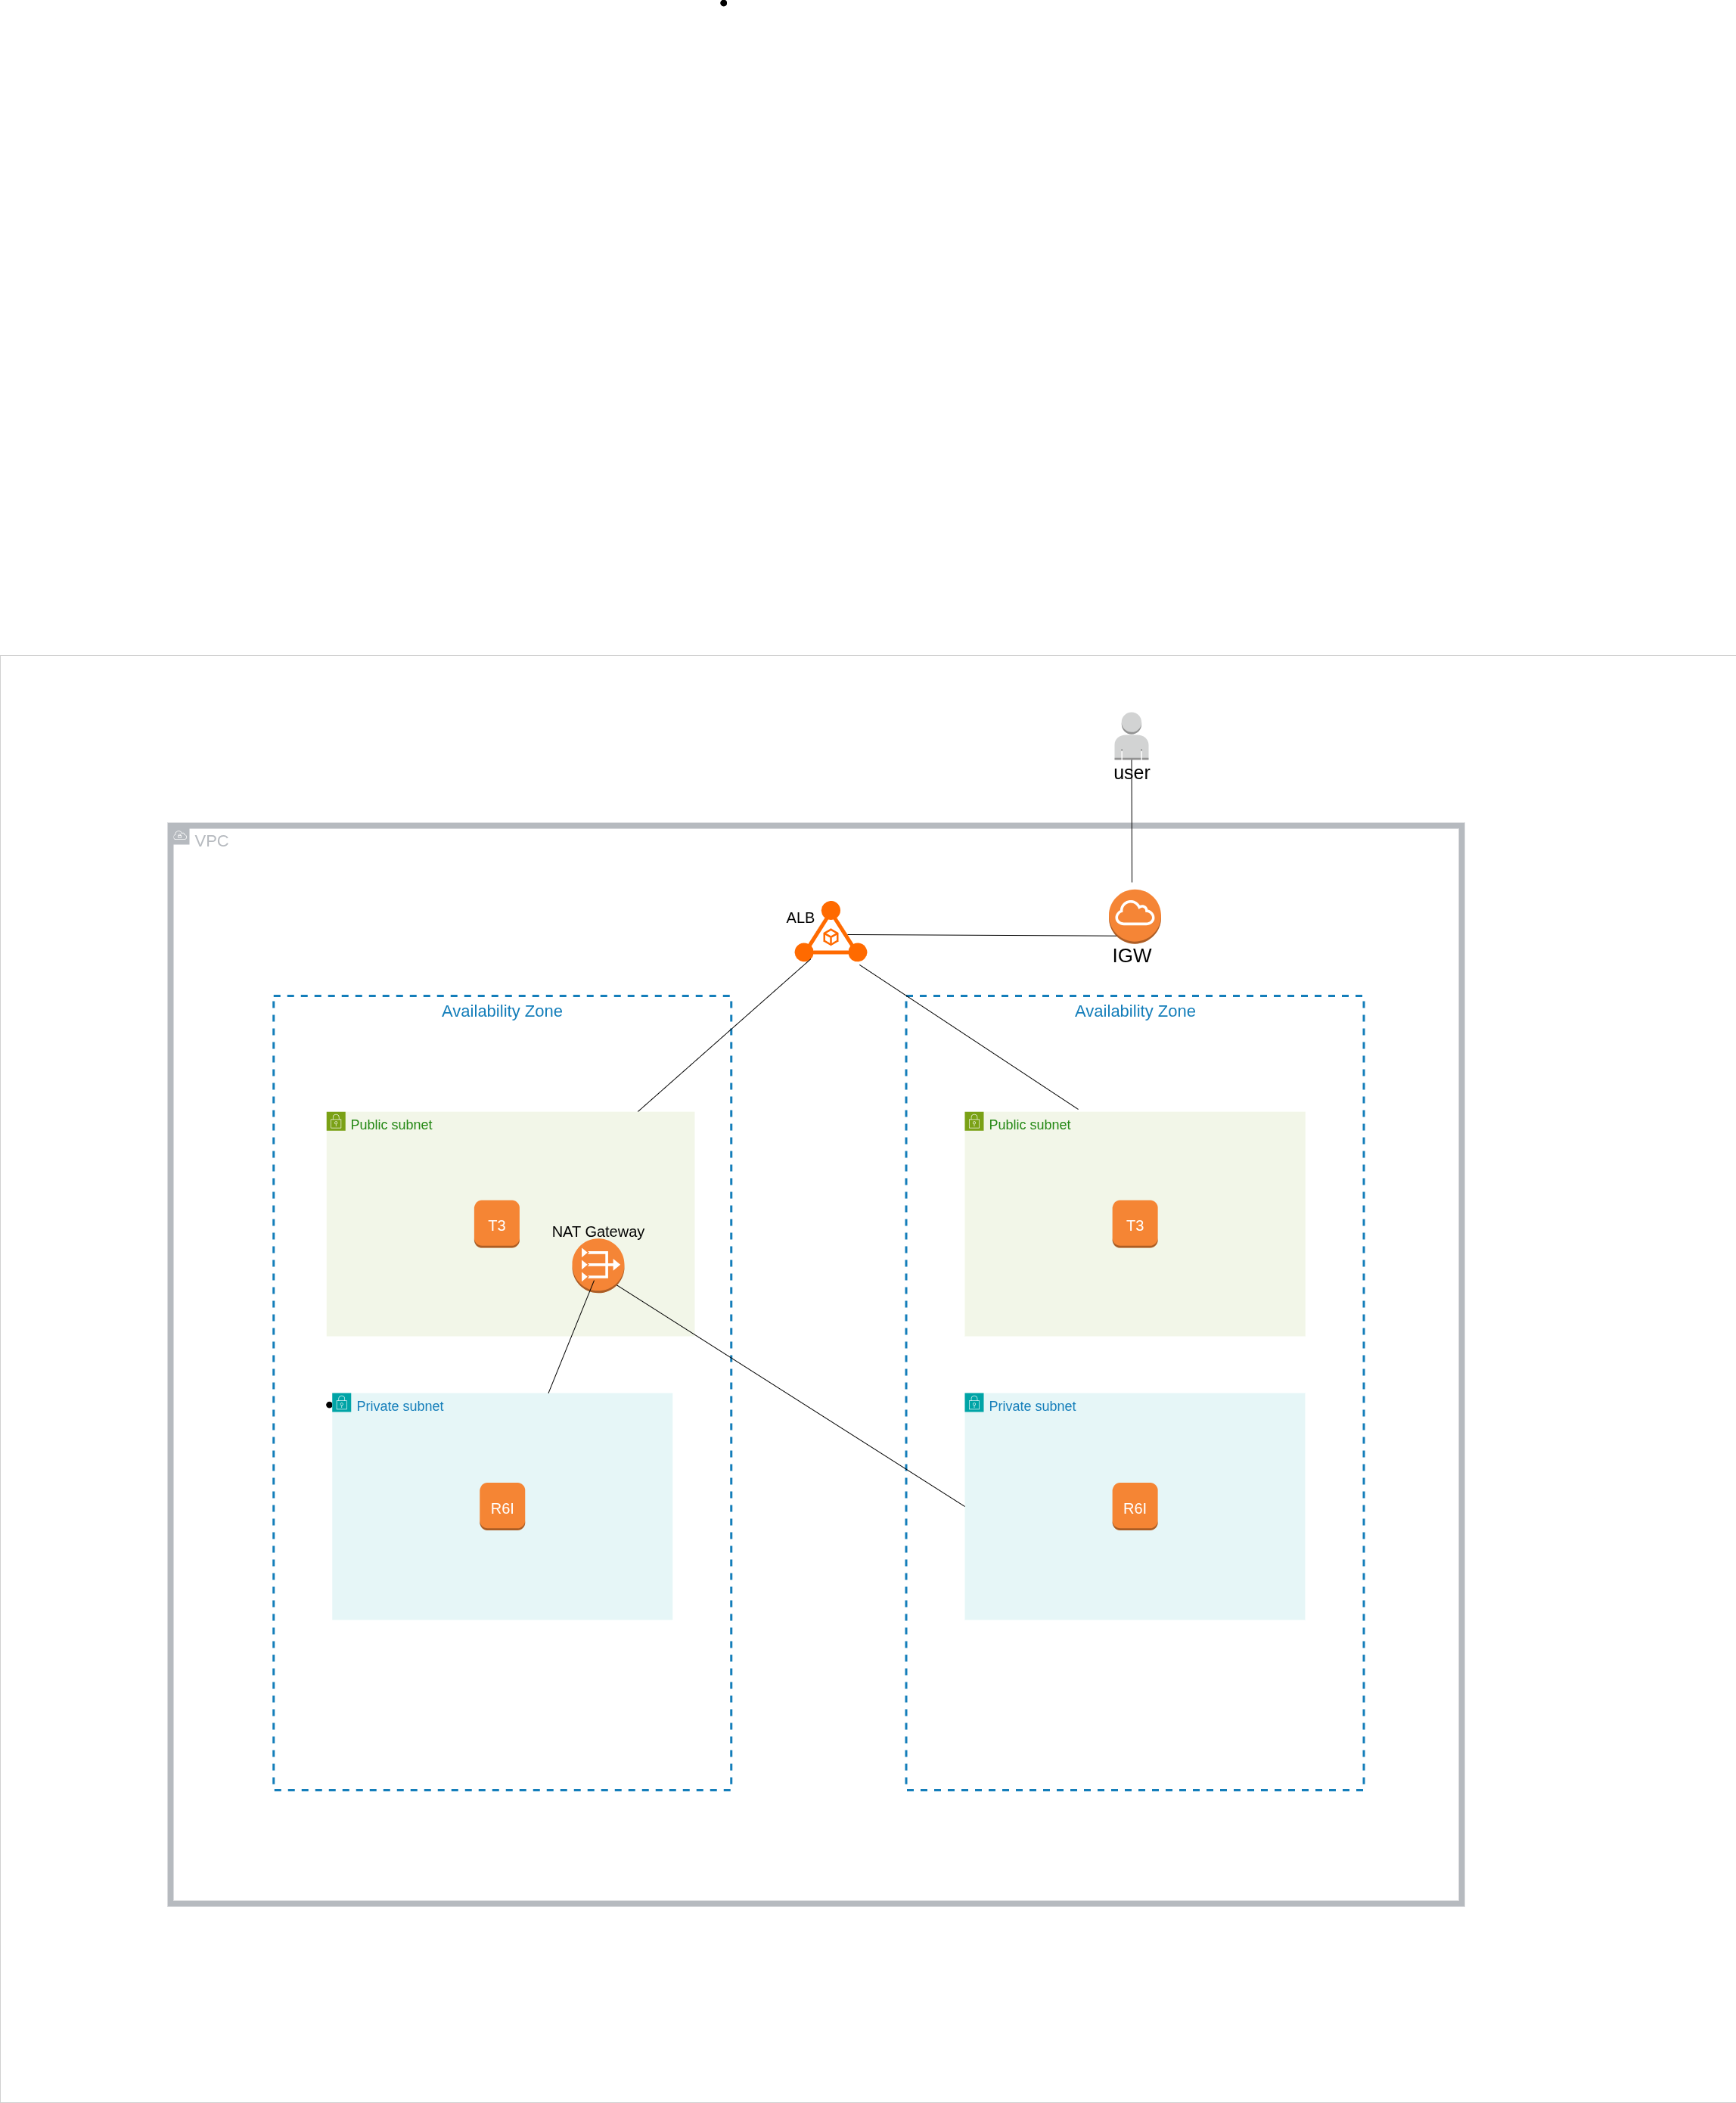 user
VPC
ALB
IGW
Availability Zone
Availability Zone
Public subnet
Public subnet
T3
T3
NAT Gateway
Private subnet
Private subnet
R6I
R6I